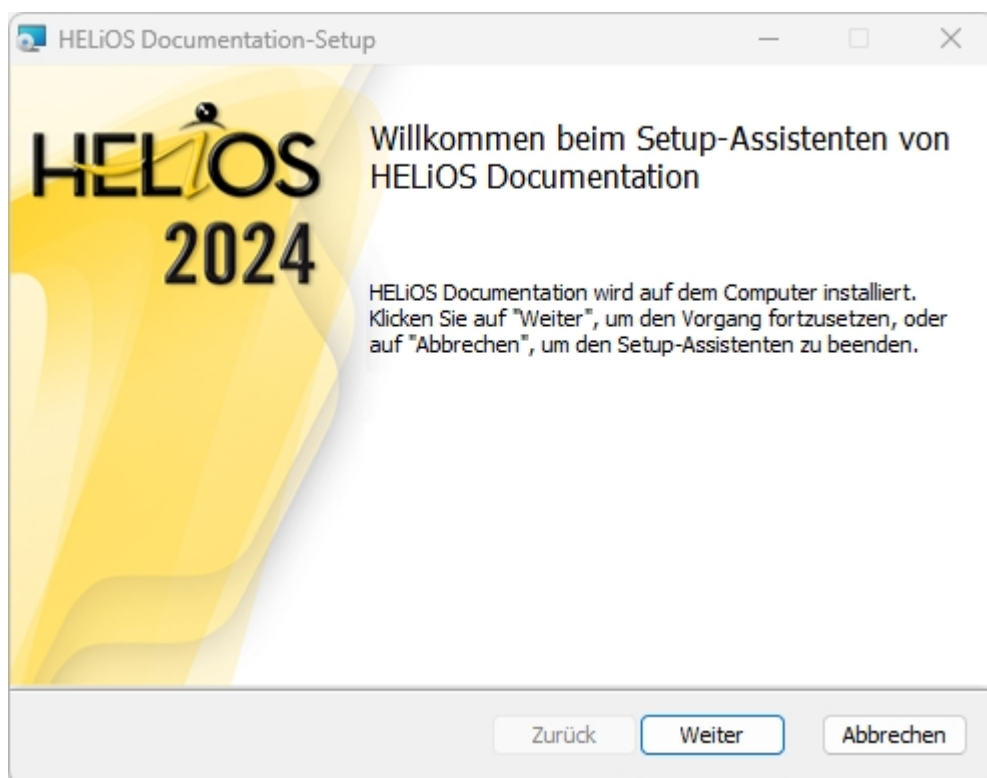 HELiOS Documentation-Setup
HELiOS
2024
Willkommen beim Setup-Assistenten von
HELiOS Documentation
HELiOS Documentation wird auf dem Computer installiert.
Klicken Sie auf "Weiter", um den Vorgang fortzusetzen, oder
auf "Abbrechen", um den Setup-Assistenten zu beenden.
Zurück
Weiter
Abbrechen